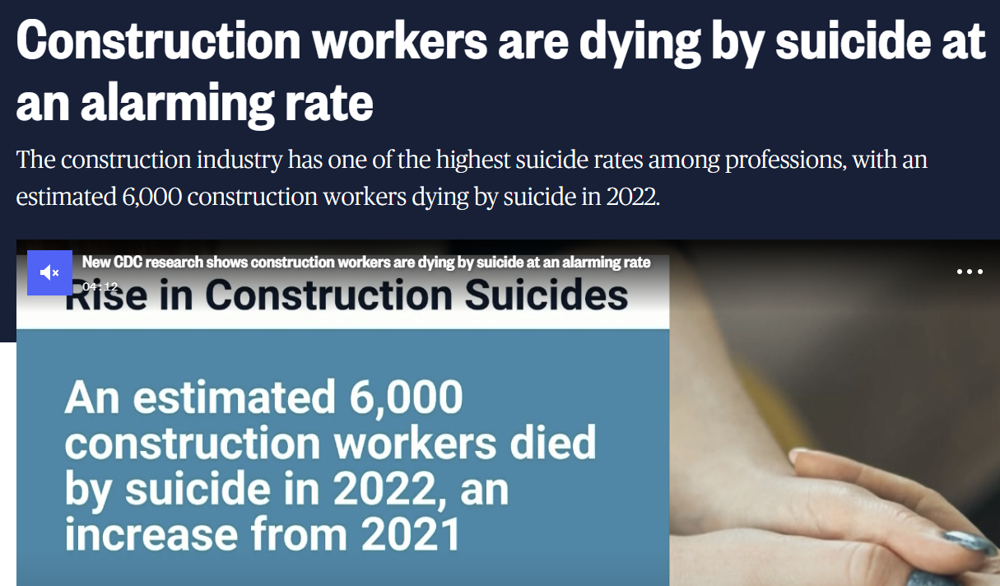 Construction workers are dying by suicide at
an alarming rate
The construction industry has one of the highest suicide rates among professions, with an
estimated 6,000 construction workers dying by suicide in 2022.
New CDC research shows construction workers are dying by suicide at an alarming rate
04:12
Rise in Construction Suicides
An estimated 6,000
construction workers died
by suicide in 2022, an
increase from 2021